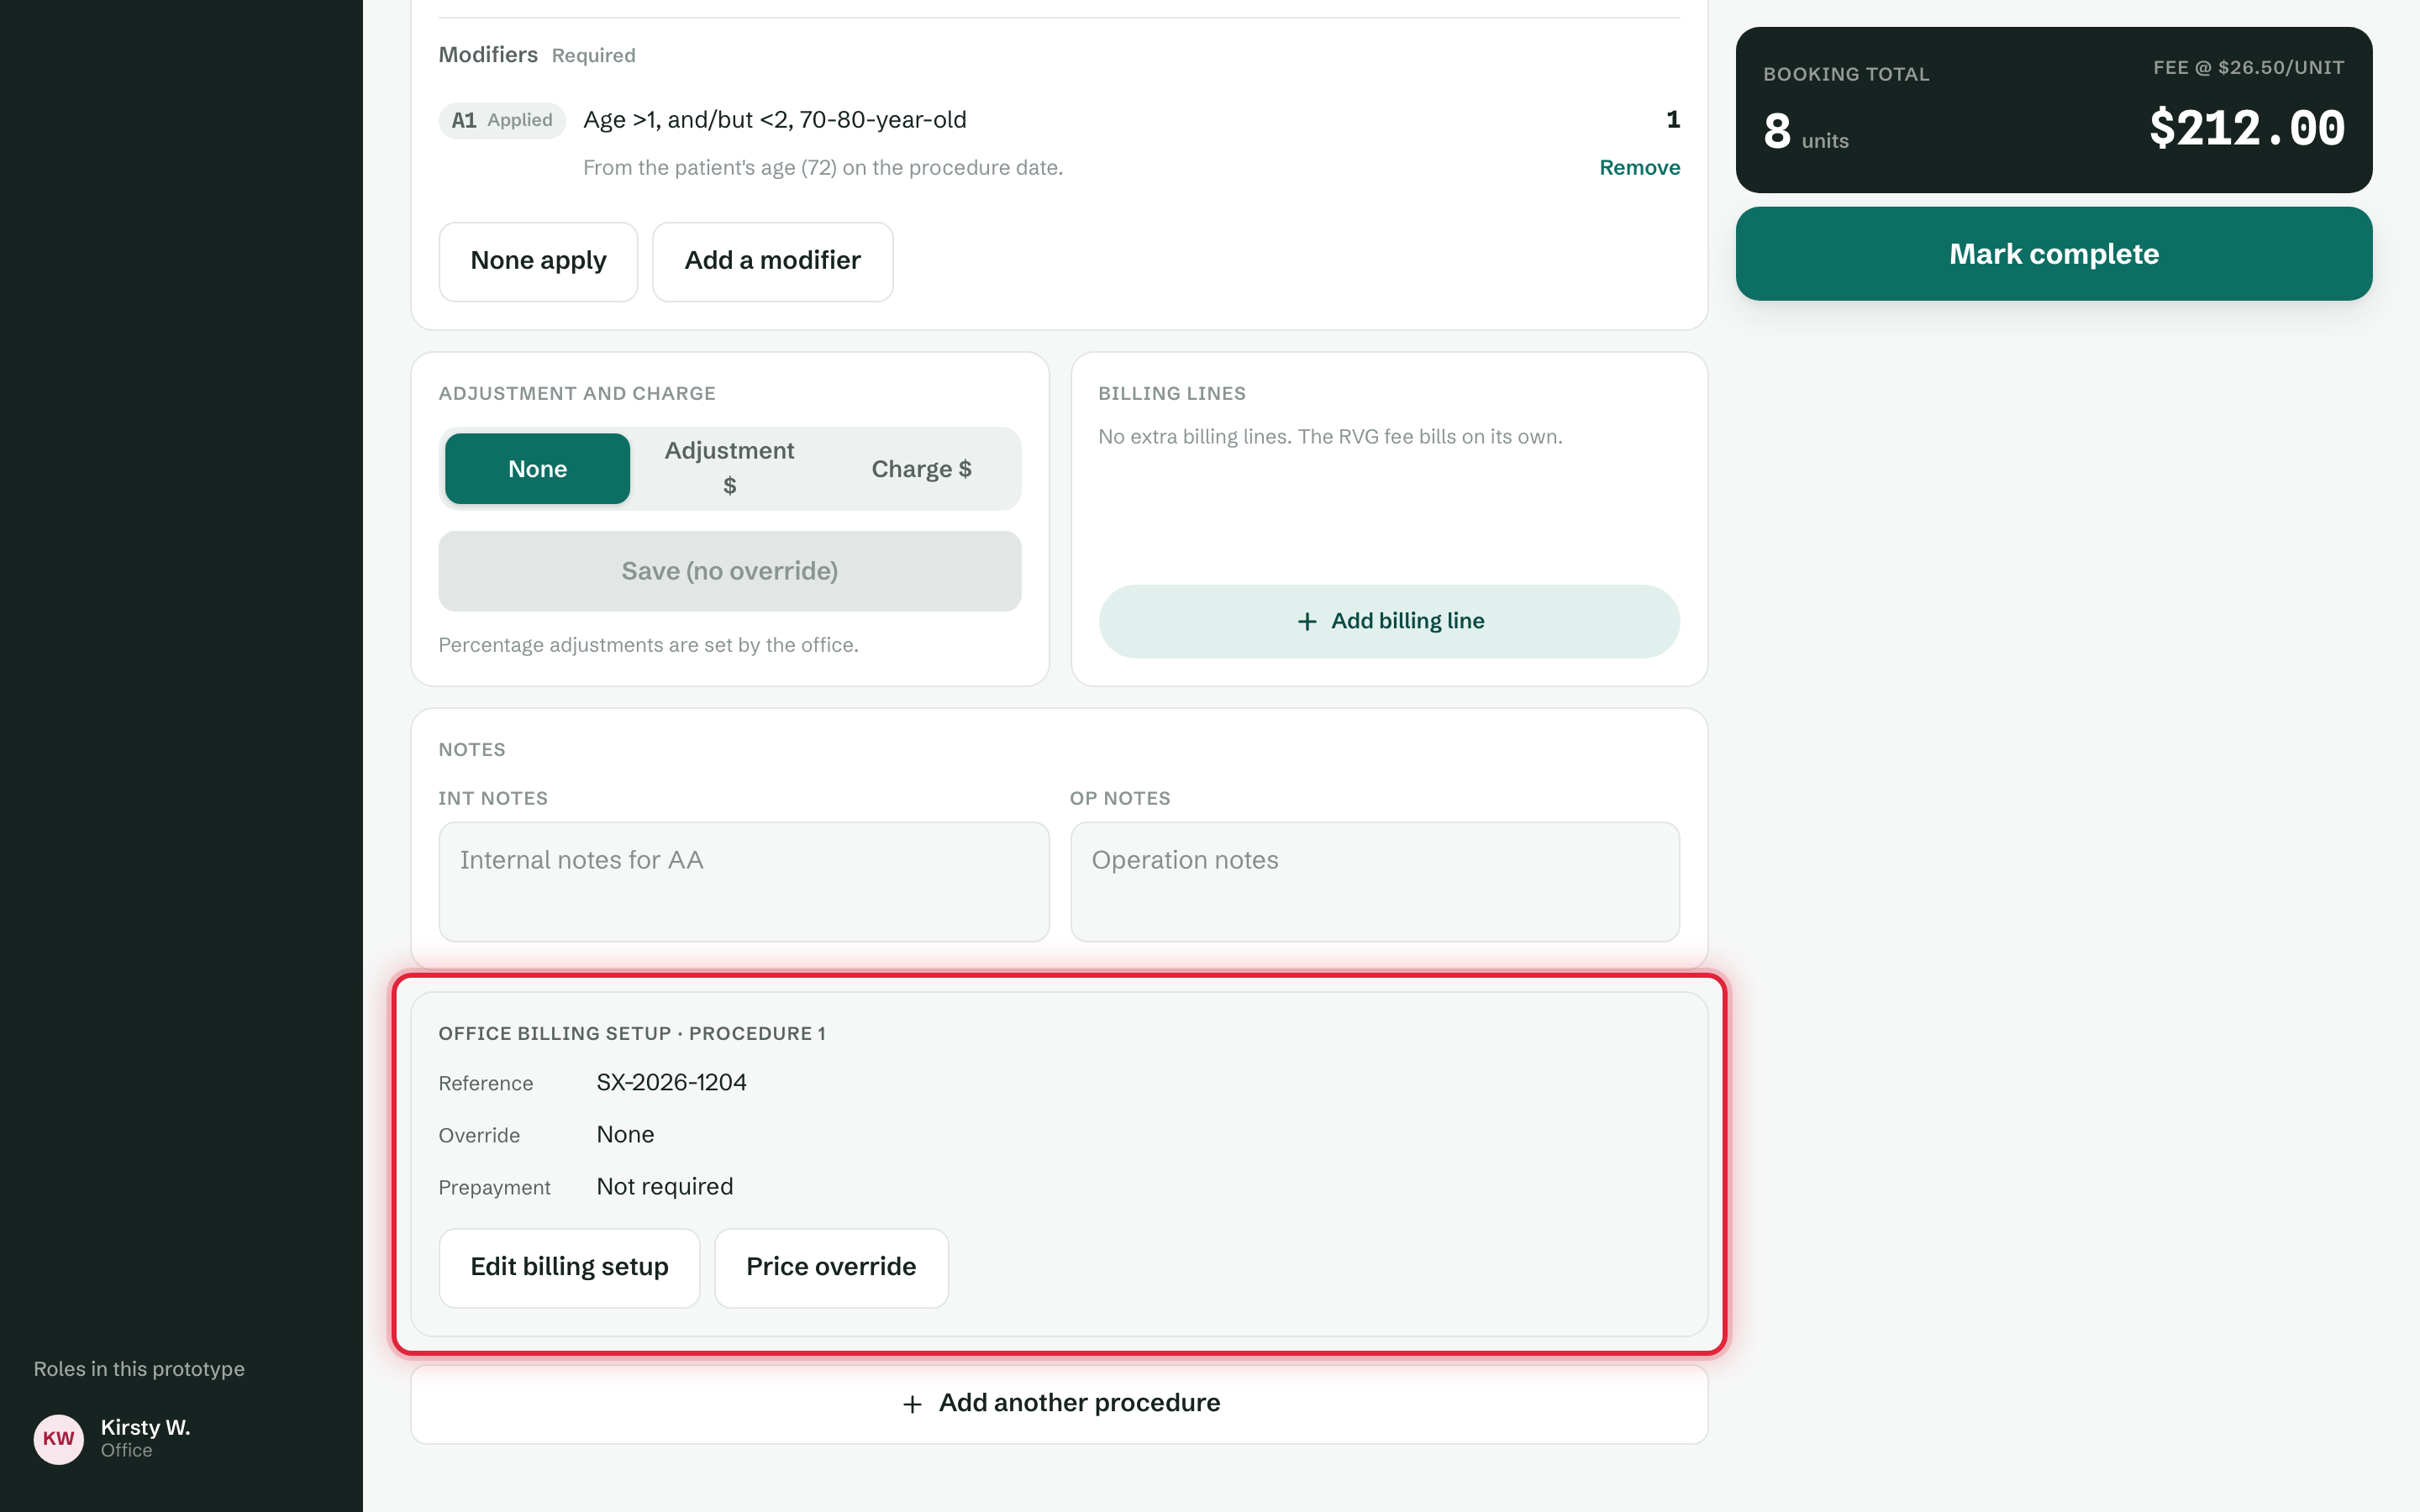 Modifiers Required
A1 Applied Age >1, and/but <2, 70-80-year-old 1
From the patient's age (72) on the procedure date. Remove
None apply Add a modifier
ADJUSTMENT AND CHARGE
None Adjustment $ Charge $
Save (no override)
Percentage adjustments are set by the office.
BILLING LINES
No extra billing lines. The RVG fee bills on its own.
+ Add billing line
NOTES
INT NOTES
Internal notes for AA
OP NOTES
Operation notes
OFFICE BILLING SETUP · PROCEDURE 1
Reference SX-2026-1204
Override None
Prepayment Not required
Edit billing setup Price override
+ Add another procedure
BOOKING TOTAL FEE @ $26.50/UNIT
8 units $212.00
Mark complete
Roles in this prototype
KW Kirsty W.
Office